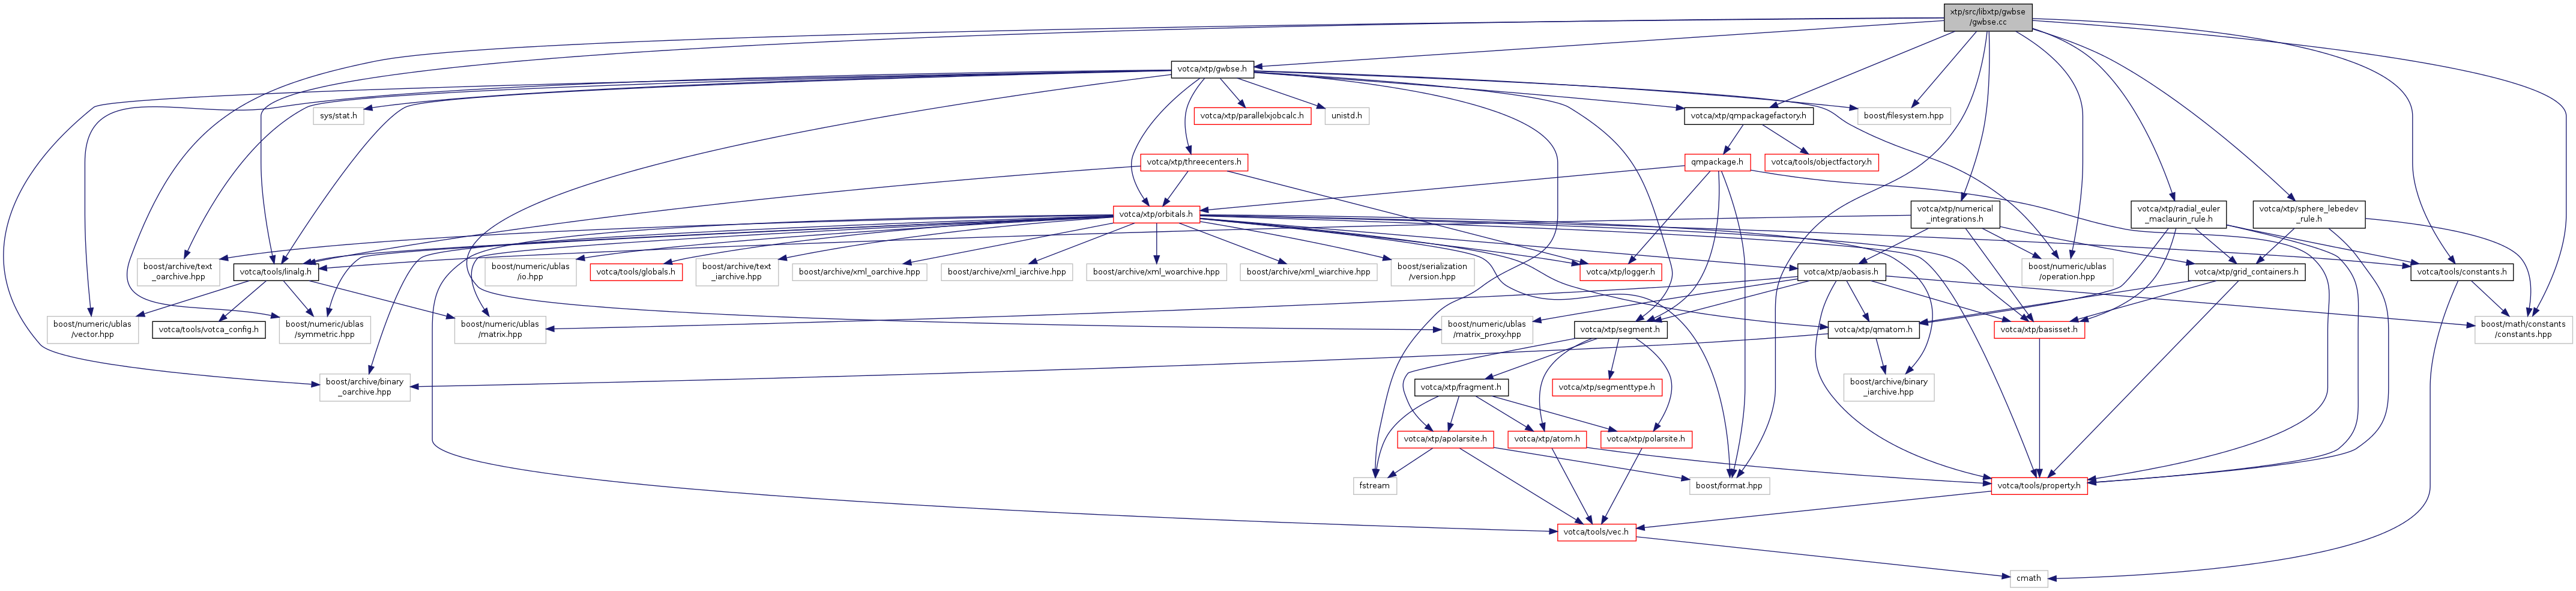 xtp/src/libxtp/gwbse
/gwbse.cc
votca/xtp/gwbse.h
sys/stat.h
votca/xtp/parallelxjobcalc.h
unistd.h
votca/xtp/qmpackagefactory.h
boost/filesystem.hpp
votca/xtp/threecenters.h
qmpackage.h
votca/tools/objectfactory.h
votca/xtp/orbitals.h
votca/xtp/numerical
_integrations.h
votca/xtp/radial_euler
_maclaurin_rule.h
votca/xtp/sphere_lebedev
_rule.h
boost/archive/text
_oarchive.hpp
votca/tools/linalg.h
boost/numeric/ublas
/io.hpp
votca/tools/globals.h
boost/archive/text
_iarchive.hpp
boost/archive/xml_oarchive.hpp
boost/archive/xml_iarchive.hpp
boost/archive/xml_woarchive.hpp
boost/archive/xml_wiarchive.hpp
boost/serialization
/version.hpp
votca/xtp/logger.h
votca/xtp/aobasis.h
boost/numeric/ublas
/operation.hpp
votca/xtp/grid_containers.h
votca/tools/constants.h
boost/numeric/ublas
/vector.hpp
votca/tools/votca_config.h
boost/numeric/ublas
/symmetric.hpp
boost/numeric/ublas
/matrix.hpp
boost/numeric/ublas
/matrix_proxy.hpp
votca/xtp/segment.h
votca/xtp/qmatom.h
votca/xtp/basisset.h
boost/math/constants
/constants.hpp
boost/archive/binary
_oarchive.hpp
votca/xtp/fragment.h
votca/xtp/segmenttype.h
boost/archive/binary
_iarchive.hpp
votca/xtp/apolarsite.h
votca/xtp/atom.h
votca/xtp/polarsite.h
fstream
boost/format.hpp
votca/tools/property.h
votca/tools/vec.h
cmath